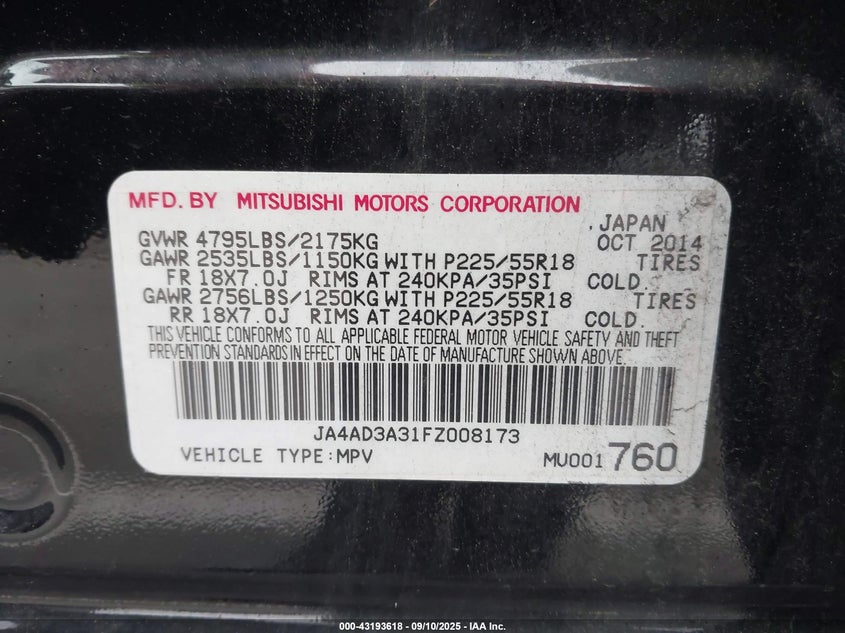 MFD. BY MITSUBISHI MOTORS CORPORATION
JAPAN
GVWR 4795LBS/2175KG OCT 2014
GAWR 2535LBS/1150KG WITH P225/55R18 TIRES
FR 18X7.0J RIMS AT 240KPA/35PSI COLD.
GAWR 2756LBS/1250KG WITH P225/55R18 TIRES
RR 18X7.0J RIMS AT 240KPA/35PSI COLD.
THIS VEHICLE CONFORMS TO ALL APPLICABLE FEDERAL MOTOR VEHICLE SAFETY AND THEFT
PREVENTION STANDARDS IN EFFECT ON THE DATE OF MANUFACTURE SHOWN ABOVE.
JA4AD3A31FZ008173
VEHICLE TYPE:MPV MU001 760
000-43193618 - 09/10/2025 - IAA Inc.